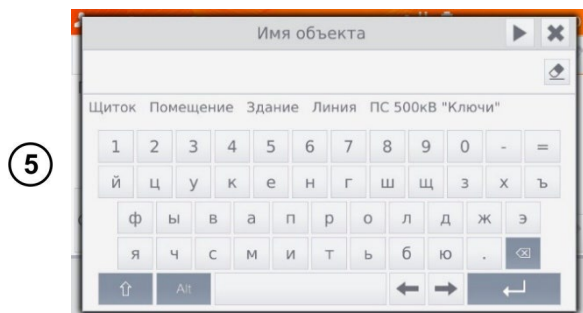 5
Имя объекта
Щиток Помещение Здание Линия ПС 500кВ "Ключи"
1 2 3 4 5 6 7 8 9 0 - =
й ц у к е н г ш щ з х ъ
ф ы в а п р о л д ж э
я ч с м и т ь б ю .
Alt